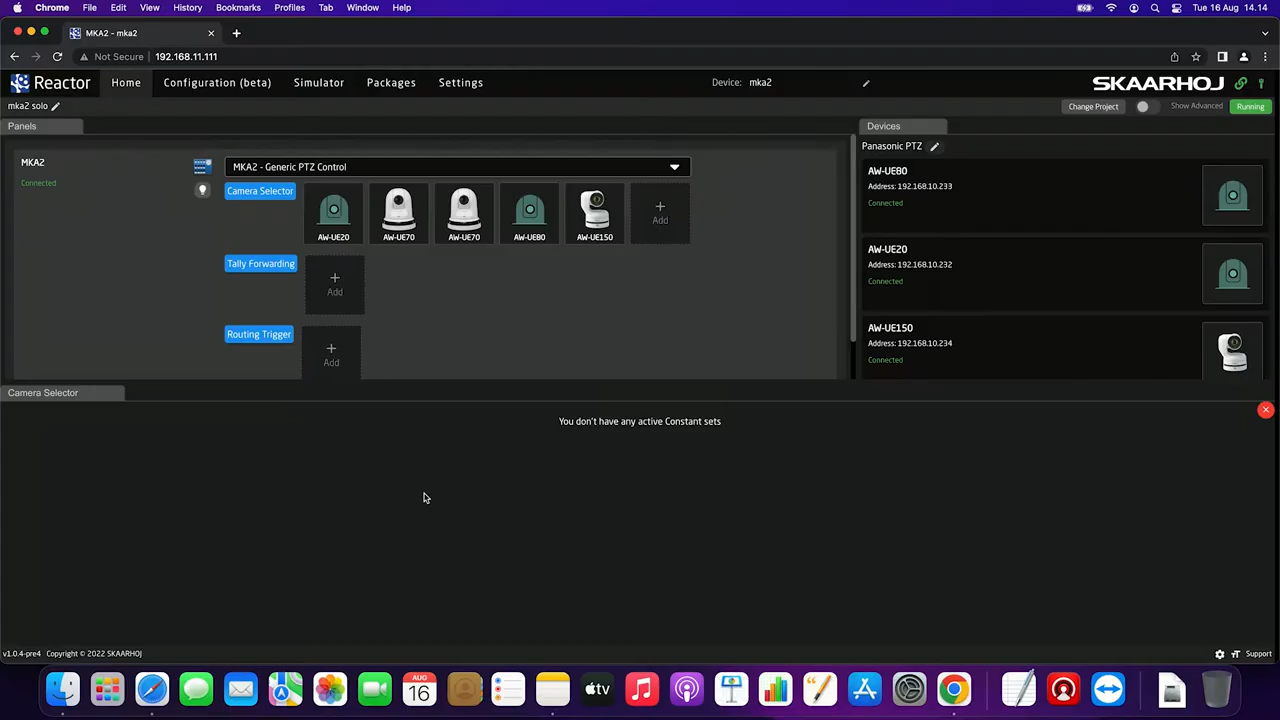 Chrome File Edit View History Bookmarks Profiles Tab Window Help Tue 16 Aug 14.14
MKA2 - mka2
Not Secure 192.168.11.111
Reactor Home Configuration (beta) Simulator Packages Settings Device: mka2 SKAARHOJ
mka2 solo Change Project Show Advanced Running
Panels
Devices
Panasonic PTZ
MKA2
Connected
MKA2 - Generic PTZ Control
Camera Selector
AW-UE20 AW-UE70 AW-UE70 AW-UE80 AW-UE150 Add
Tally Forwarding
Add
Routing Trigger
Add
AW-UE80
Address: 192.168.10.233
Connected
AW-UE20
Address: 192.168.10.232
Connected
AW-UE150
Address: 192.168.10.234
Connected
Camera Selector
You don't have any active Constant sets
v1.0.4-pre4 Copyright © 2022 SKAARHOJ
Support
AUG
16
tv